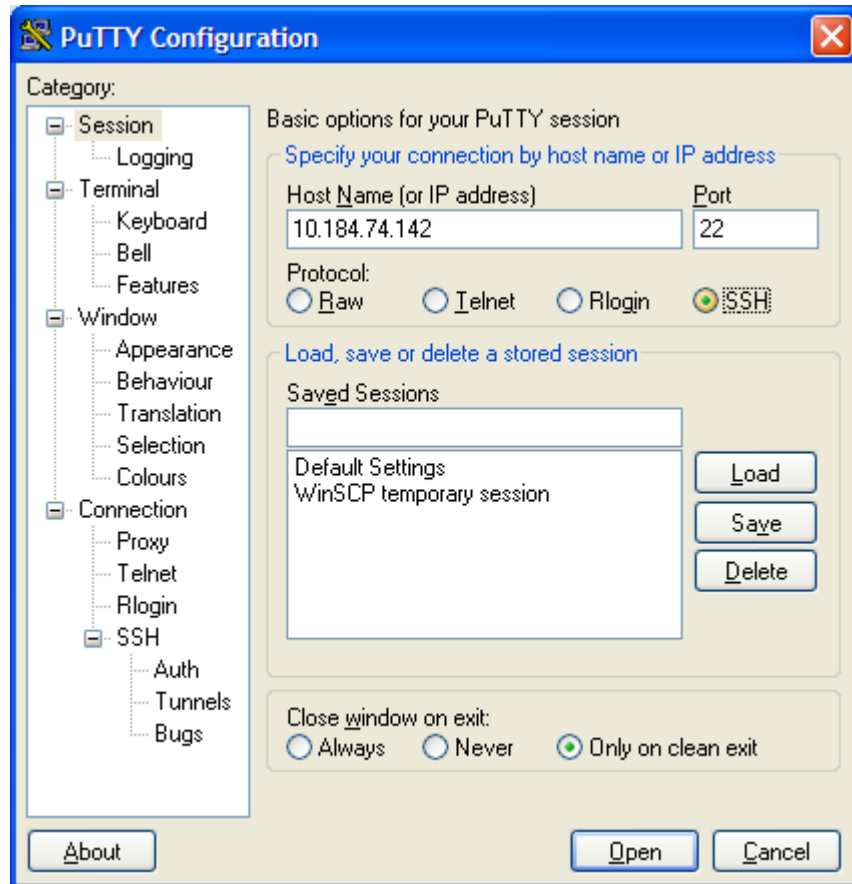 PuTTY Configuration
Category:
Session
Logging
Terminal
Keyboard
Bell
Features
Window
Appearance
Behaviour
Translation
Selection
Colours
Connection
Proxy
Telnet
Rlogin
SSH
Auth
Tunnels
Bugs
Basic options for your PuTTY session
Specify your connection by host name or IP address
Host Name (or IP address) Port
10.184.74.142 22
Protocol:
Raw Telnet Rlogin SSH
Load, save or delete a stored session
Saved Sessions
Default Settings
WinSCP temporary session
Load
Save
Delete
Close window on exit:
Always Never Only on clean exit
About Open Cancel